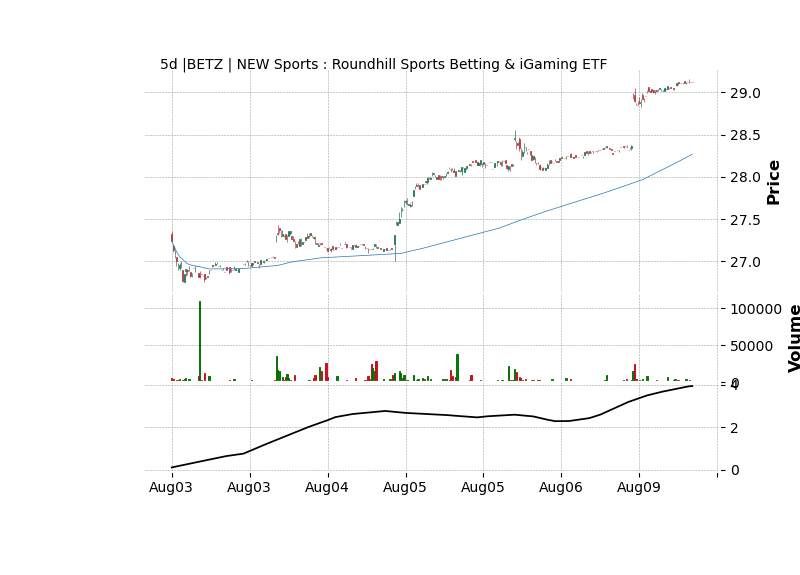 5d |BETZ | NEW Sports : Roundhill Sports Betting & iGaming ETF
29.0
28.5
28.0
27.5
27.0
Price
100000
50000
0
Volume
4
2
0
Aug03 Aug03 Aug04 Aug05 Aug05 Aug06 Aug09